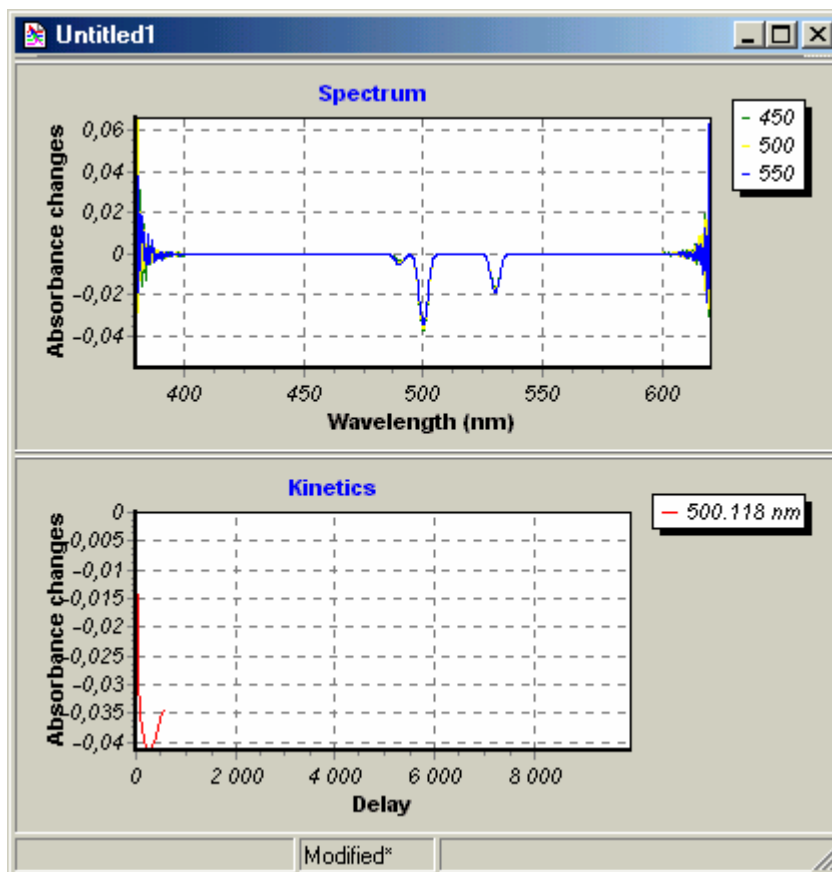 Untitled1
Spectrum
Absorbance changes
0,06
0,04
0,02
0
-0,02
-0,04
400 450 500 550 600
Wavelength (nm)
450
500
550
Kinetics
Absorbance changes
0
-0,005
-0,01
-0,015
-0,02
-0,025
-0,03
-0,035
-0,04
0 2 000 4 000 6 000 8 000
Delay
500.118 nm
Modified*